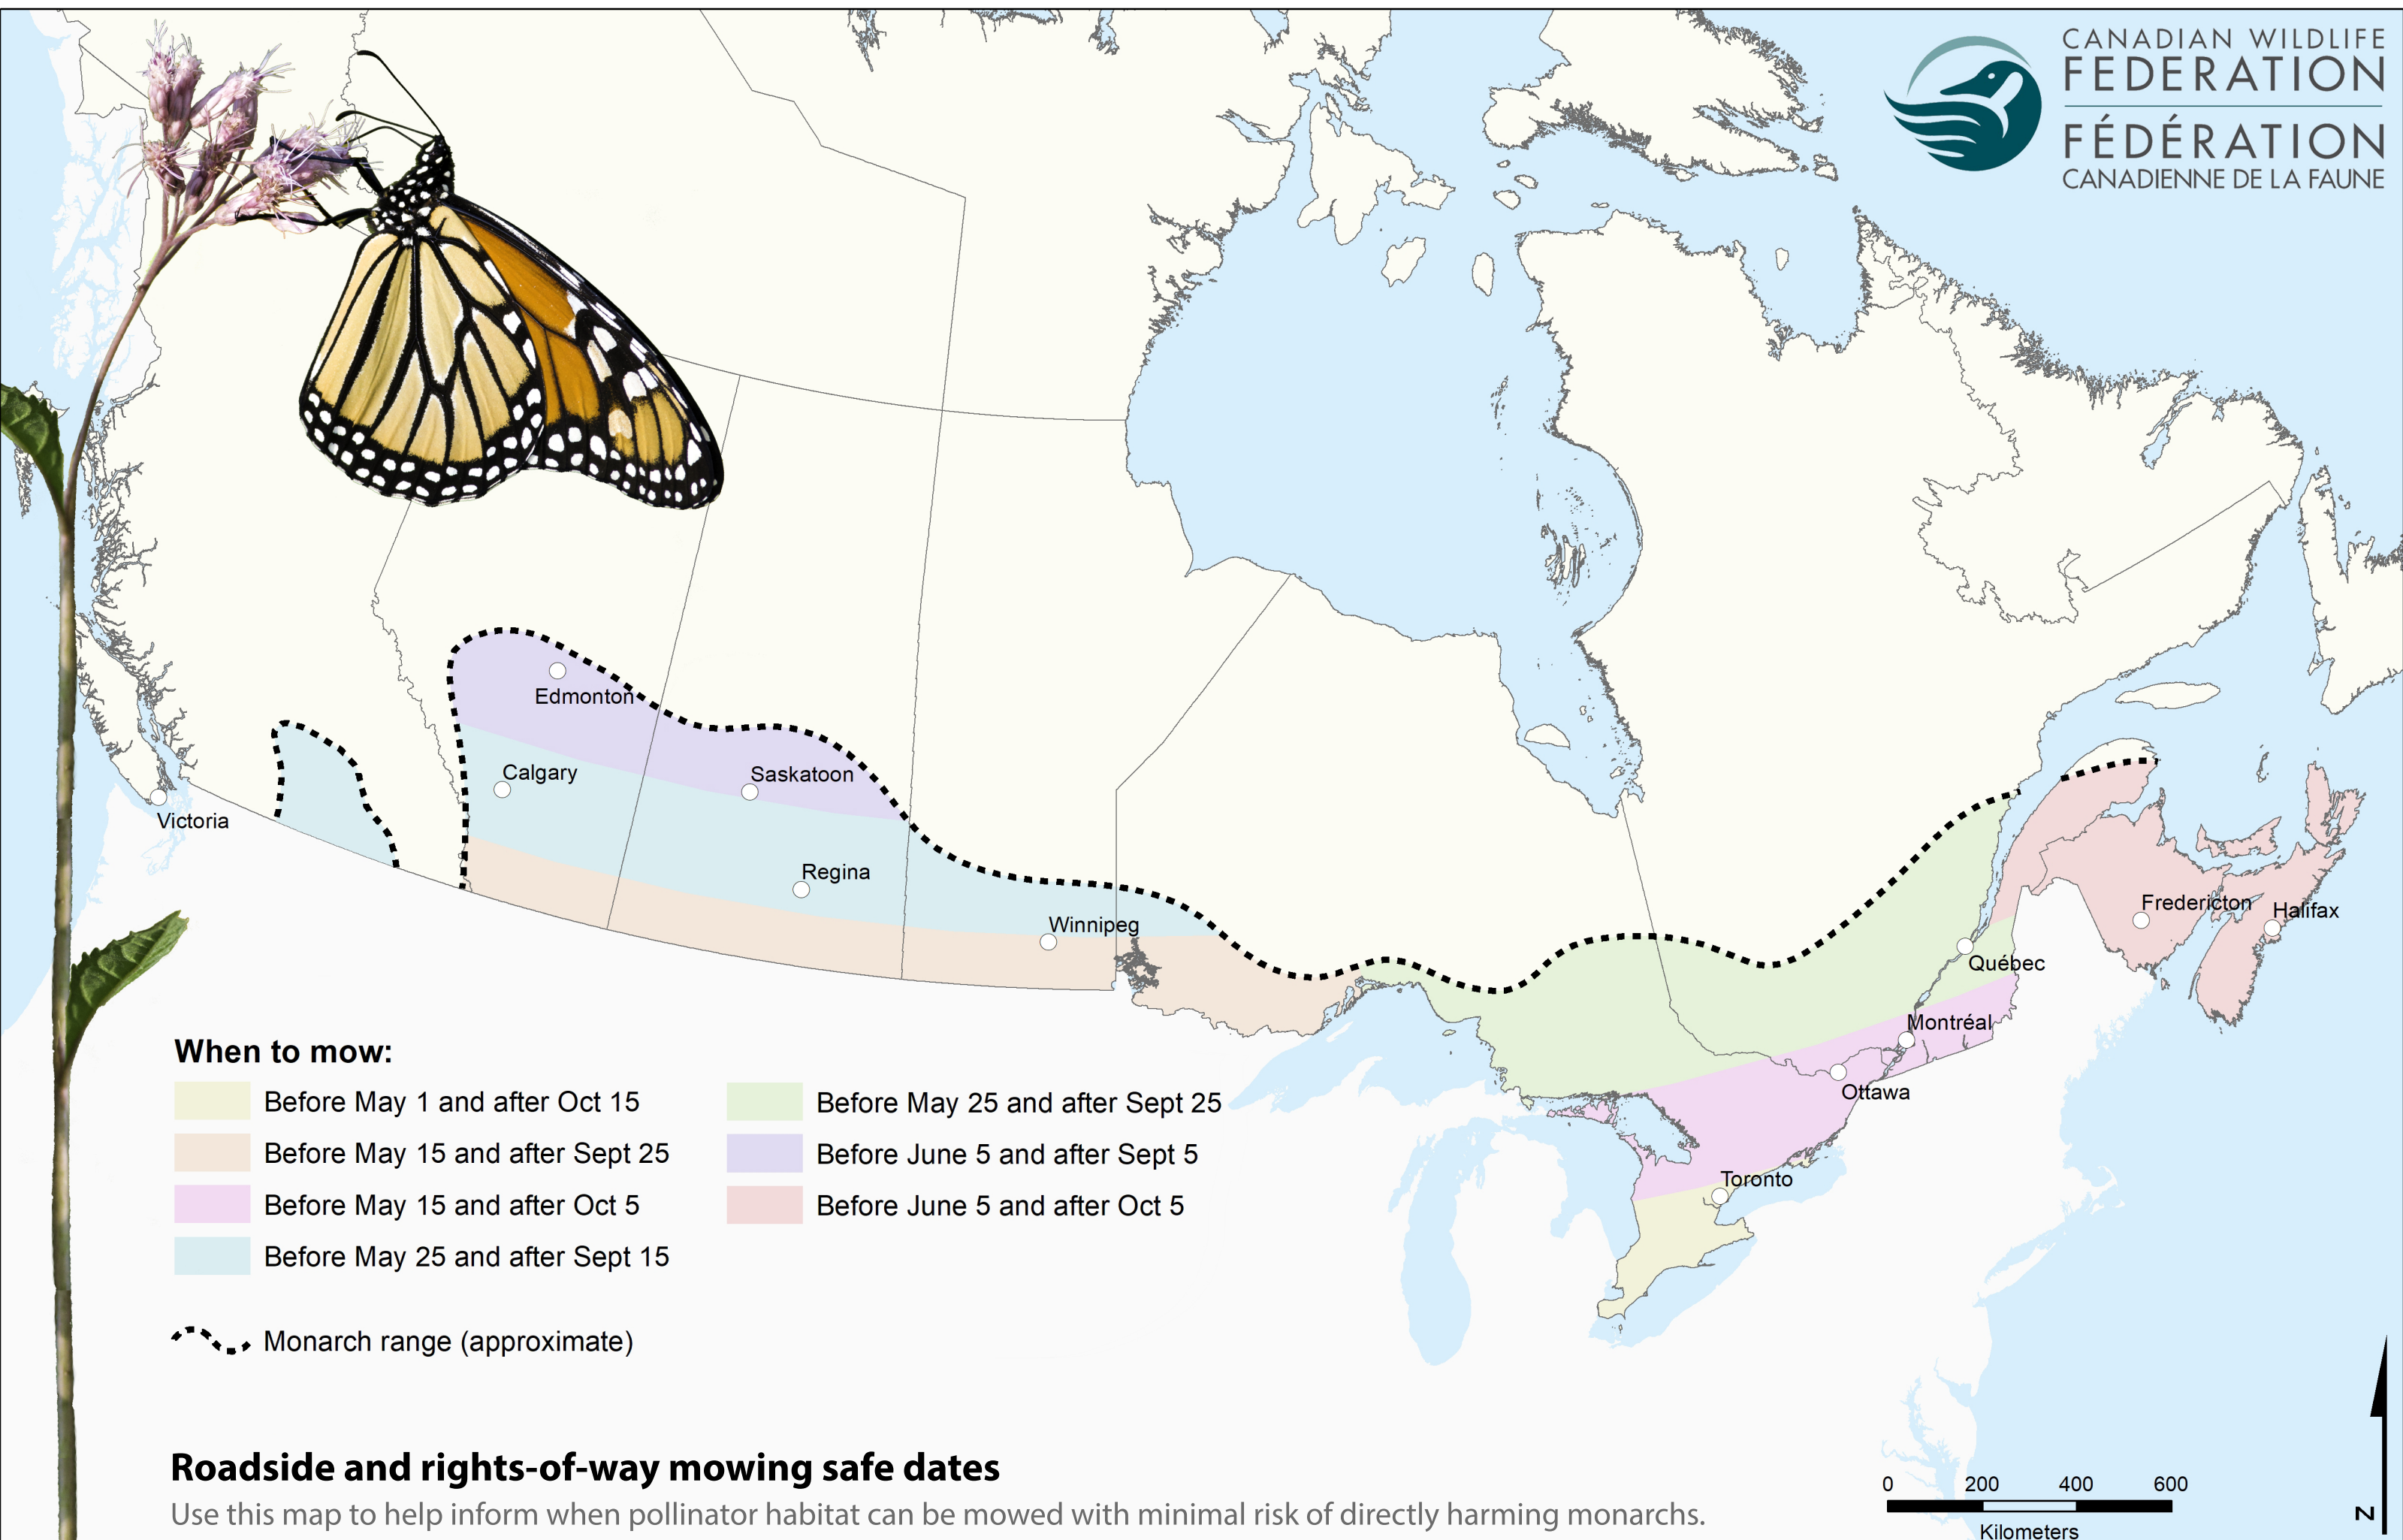 CANADIAN WILDLIFE
FEDERATION
FÉDÉRATION
CANADIENNE DE LA FAUNE
Edmonton
Calgary
Saskatoon
Victoria
Regina
Winnipeg
Fredericton
Halifax
Québec
Montréal
Ottawa
Toronto
When to mow:
Before May 1 and after Oct 15
Before May 15 and after Sept 25
Before May 15 and after Oct 5
Before May 25 and after Sept 15
Before May 25 and after Sept 25
Before June 5 and after Sept 5
Before June 5 and after Oct 5
Monarch range (approximate)
Roadside and rights-of-way mowing safe dates
Use this map to help inform when pollinator habitat can be mowed with minimal risk of directly harming monarchs.
0 200 400 600
Kilometers
N